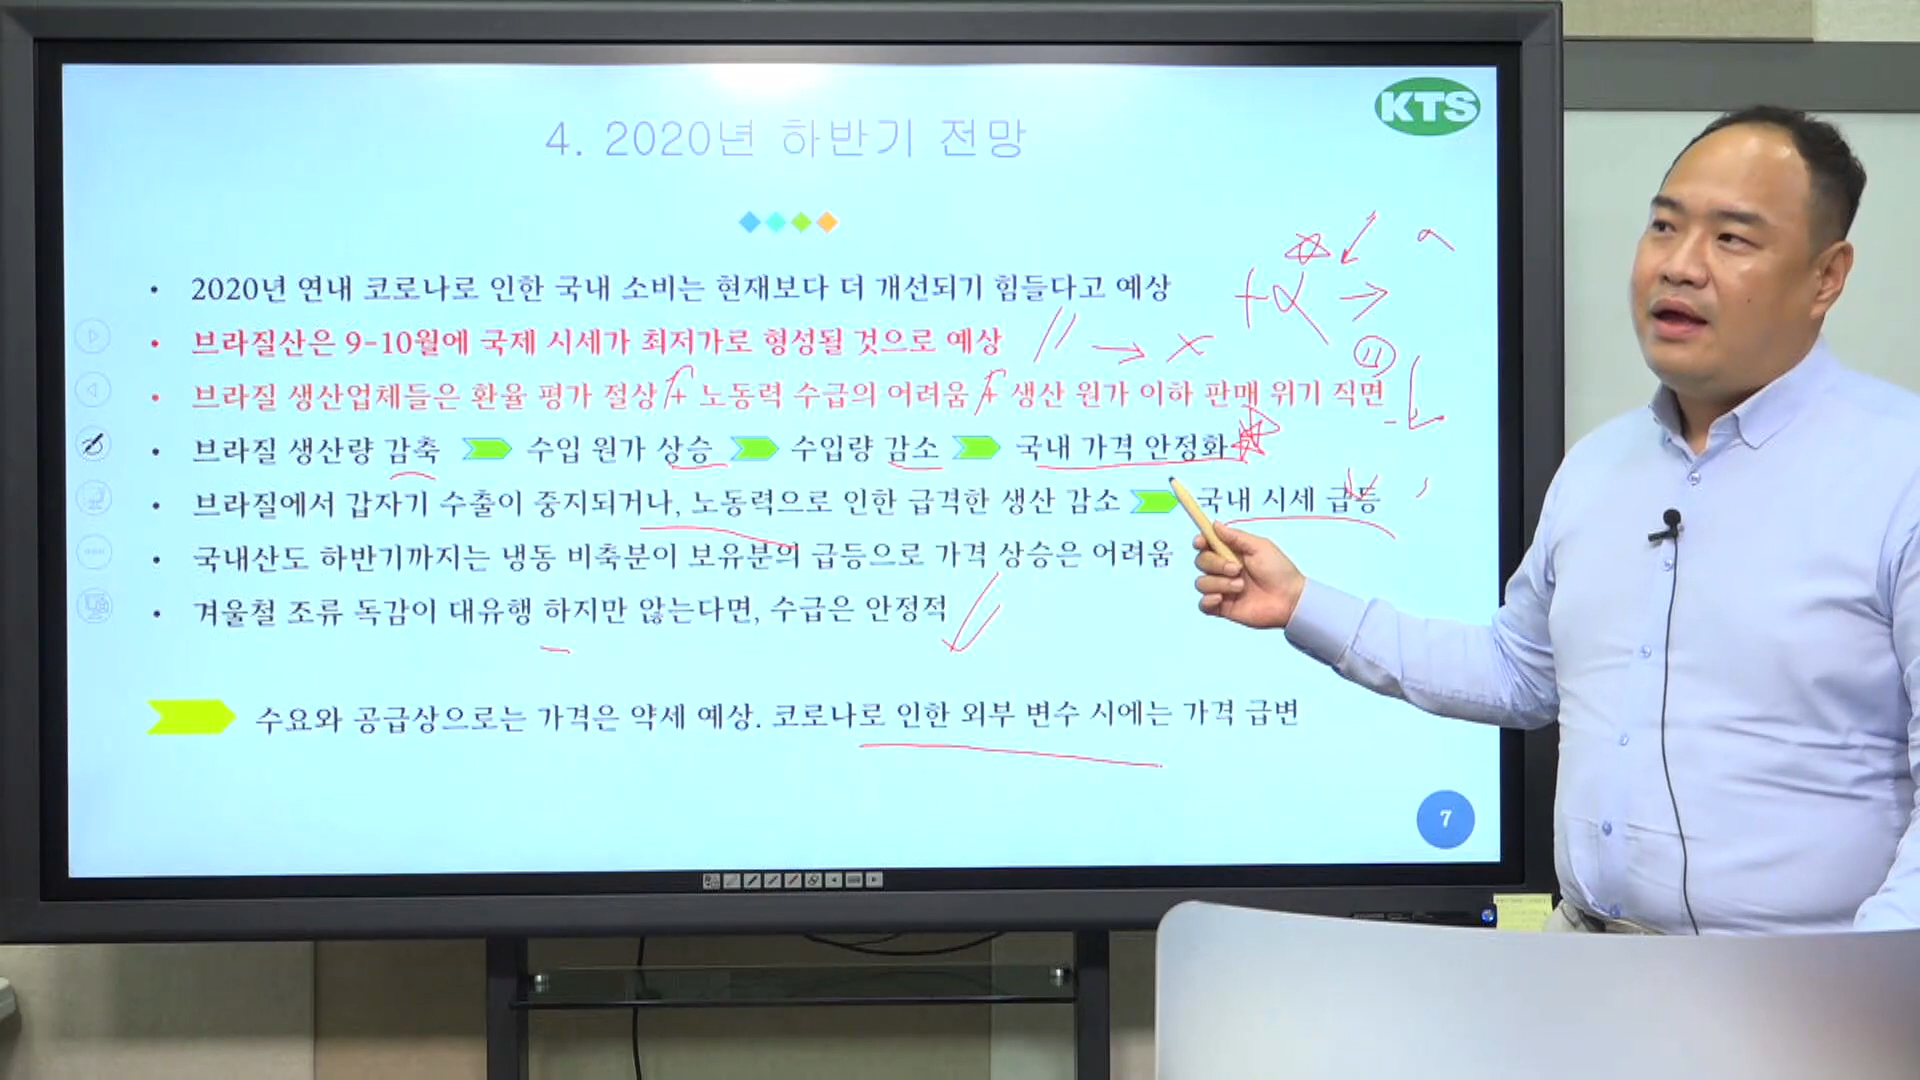 KTS
4. 2020년 하반기 전망
• 2020년 연내 코로나로 인한 국내 소비는 현재보다 더 개선되기 힘들다고 예상
• 브라질산은 9-10월에 국제 시세가 최저가로 형성될 것으로 예상
• 브라질 생산업체들은 환율 평가 절상 + 노동력 수급의 어려움 + 생산 원가 이하 판매 위기 직면
• 브라질 생산량 감축 수입 원가 상승 수입량 감소 국내 가격 안정화
• 브라질에서 갑자기 수출이 중지되거나, 노동력으로 인한 급격한 생산 감소 국내 시세 급등
• 국내산도 하반기까지는 냉동 비축분이 보유분의 급등으로 가격 상승은 어려움
• 겨울철 조류 독감이 대유행 하지만 않는다면, 수급은 안정적
수요와 공급상으로는 가격은 약세 예상. 코로나로 인한 외부 변수 시에는 가격 급변
7